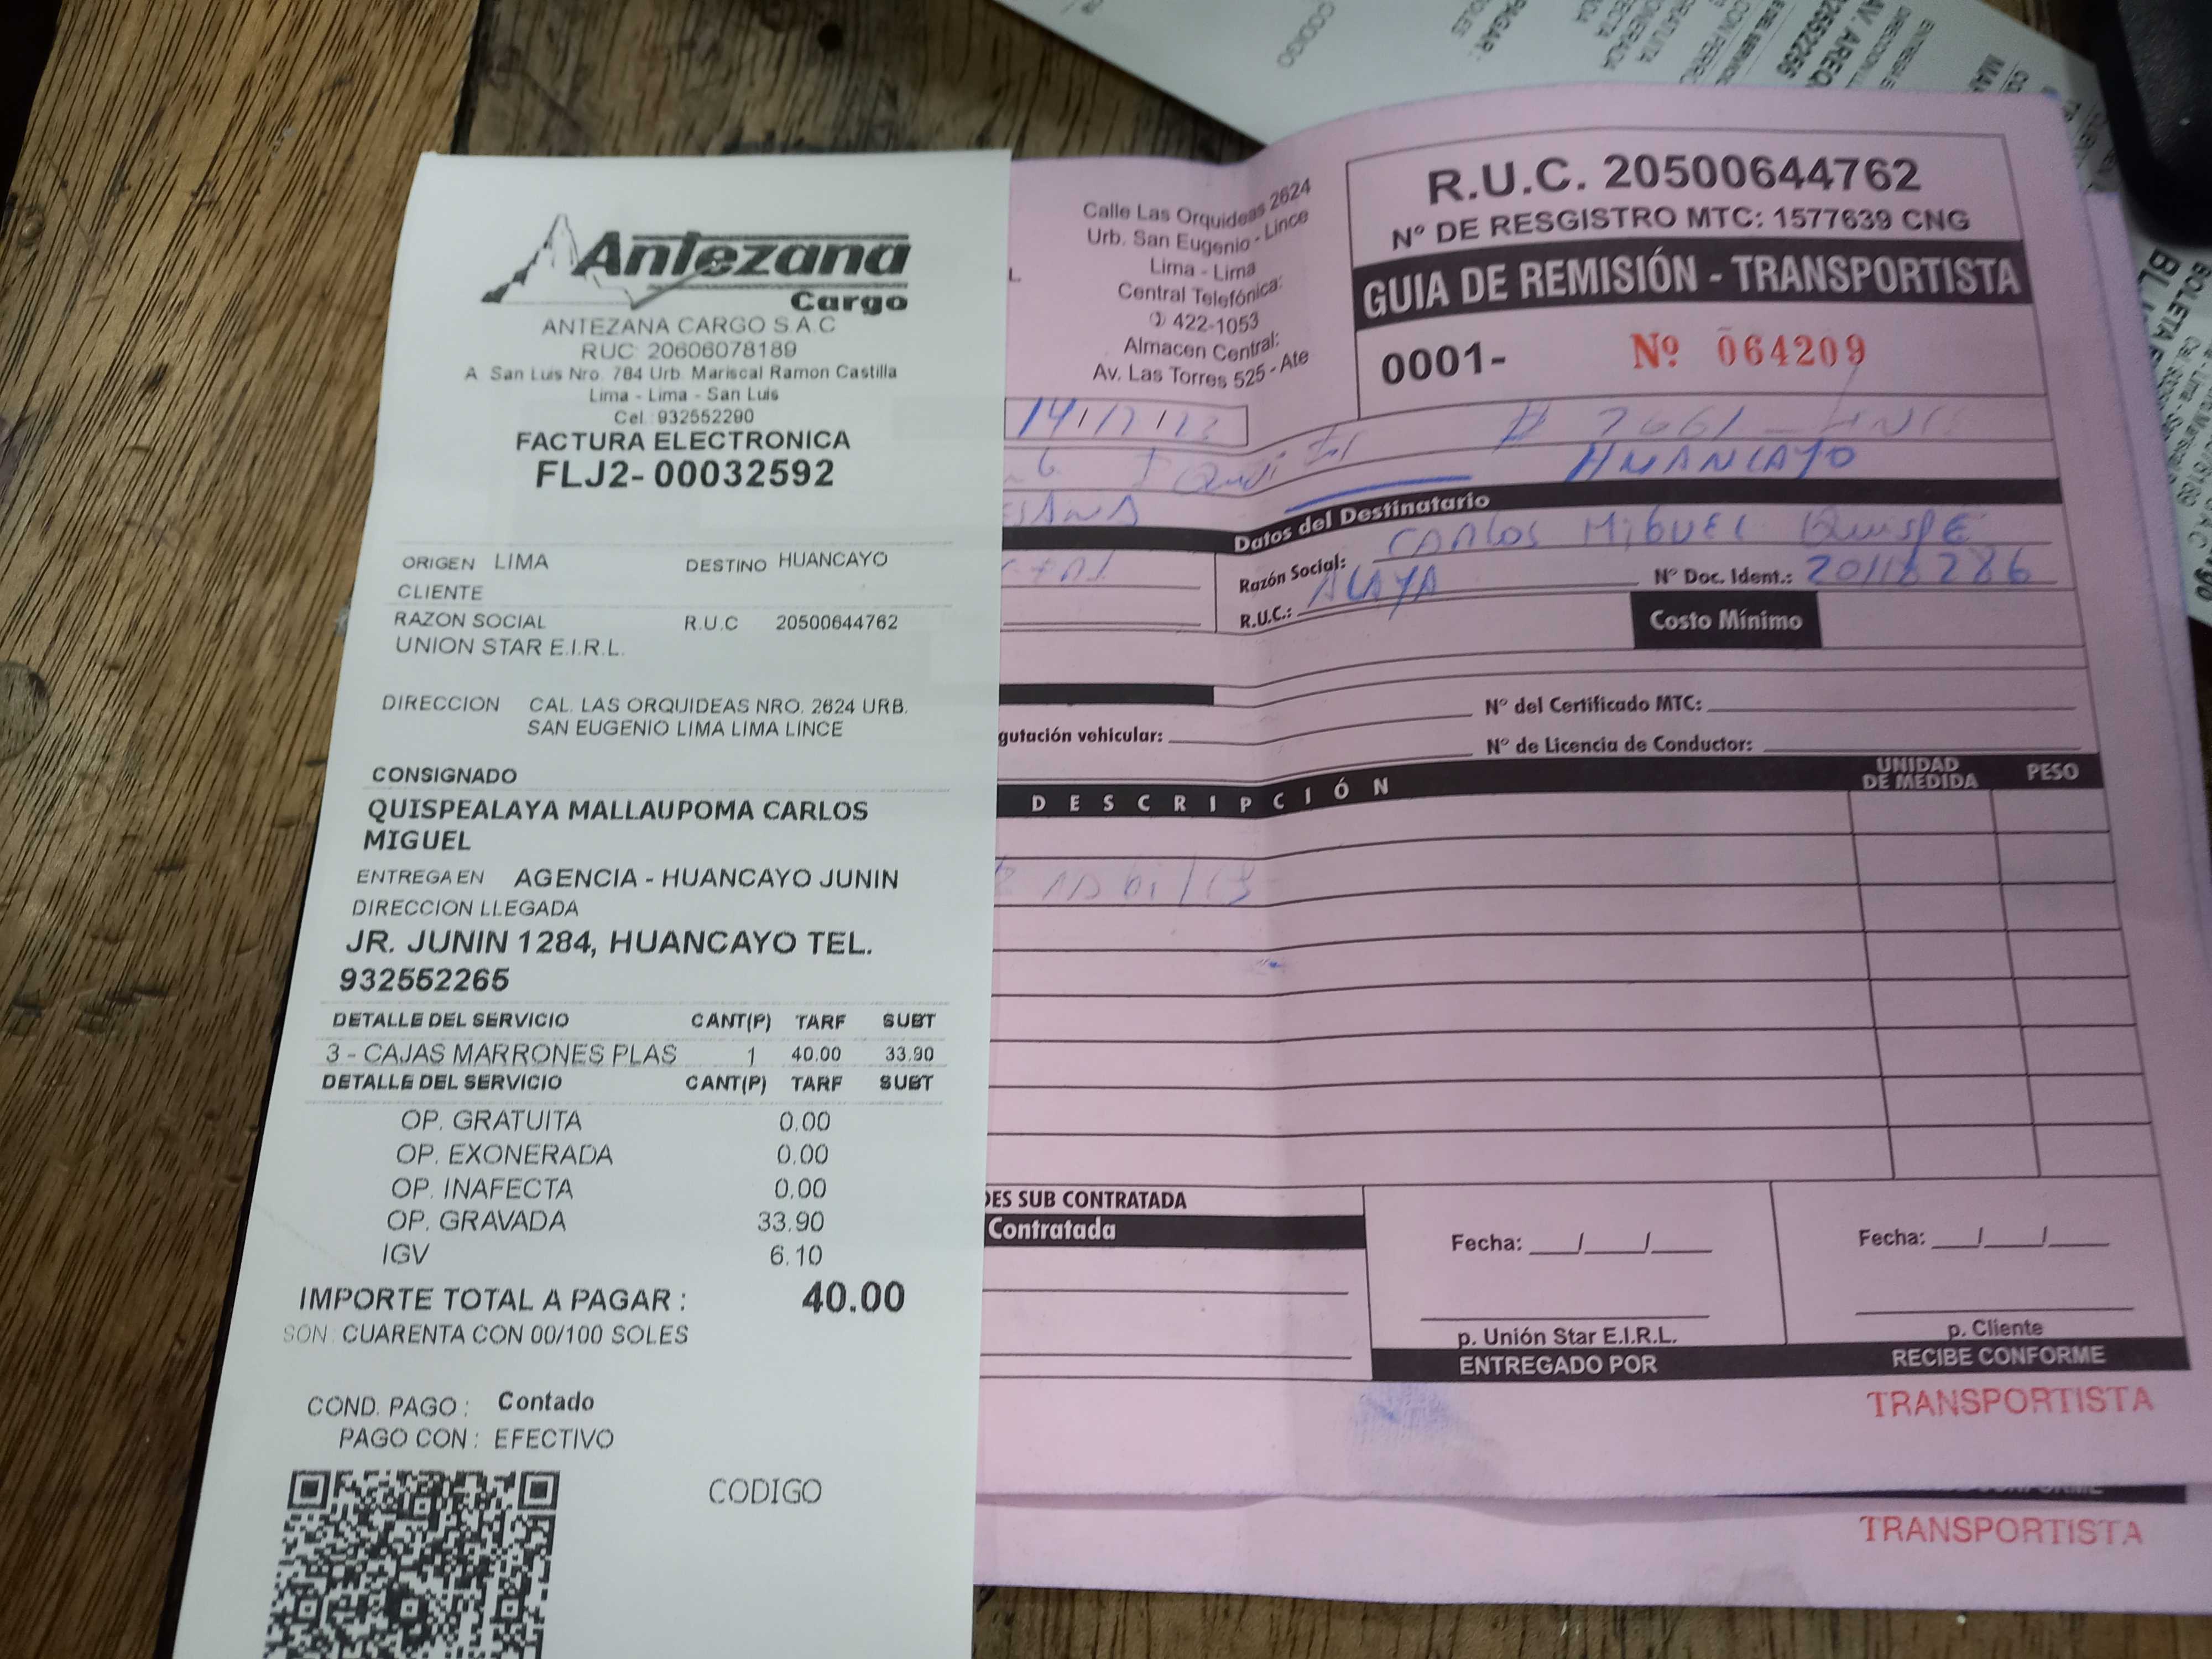 Antezana
Cargo
ANTEZANA CARGO S.A.C
RUC: 20606078189
A. San Luis Nro. 784 Urb. Mariscal Ramon Castilla
Lima - Lima - San Luis
Cel.:932552290
FACTURA ELECTRONICA
FLJ2- 00032592
ORIGEN LIMA DESTINO HUANCAYO
CLIENTE
RAZON SOCIAL R.U.C 20500644762
UNION STAR E.I.R.L.
DIRECCION CAL. LAS ORQUIDEAS NRO. 2624 URB.
SAN EUGENIO LIMA LIMA LINCE
CONSIGNADO
QUISPEALAYA MALLAUPOMA CARLOS
MIGUEL
ENTREGA EN AGENCIA - HUANCAYO JUNIN
DIRECCION LLEGADA
JR. JUNIN 1284, HUANCAYO TEL.
932552265
DETALLE DEL SERVICIO CANT(P) TARF SUBT
3 - CAJAS MARRONES PLAS 1 40.00 33.90
DETALLE DEL SERVICIO CANT(P) TARF SUBT
OP. GRATUITA 0.00
OP. EXONERADA 0.00
OP. INAFECTA 0.00
OP. GRAVADA 33.90
IGV 6.10
IMPORTE TOTAL A PAGAR : 40.00
SON : CUARENTA CON 00/100 SOLES
COND. PAGO : Contado
PAGO CON : EFECTIVO
CODIGO
Calle Las Orquideas 2624
Urb. San Eugenio - Lince
Lima - Lima
Central Telefónica:
422-1053
Almacen Central:
Av. Las Torres 525 - Ate
R.U.C. 20500644762
Nº DE RESGISTRO MTC: 1577639 CNG
GUIA DE REMISIÓN - TRANSPORTISTA
0001- Nº 064209
HUANCAYO
Datos del Destinatario
Razón Social: CARLOS MIGUEL QUISPE
R.U.C.: ALAYA Nº Doc. Ident.: 20118286
Costo Mínimo
Nº del Certificado MTC:
gutación vehicular: Nº de Licencia de Conductor:
DESCRIPCIÓN UNIDAD DE MEDIDA PESO
DES SUB CONTRATADA
Contratada
Fecha: __/__/__ Fecha: __/__/__
p. Unión Star E.I.R.L. p. Cliente
ENTREGADO POR RECIBE CONFORME
TRANSPORTISTA
TRANSPORTISTA